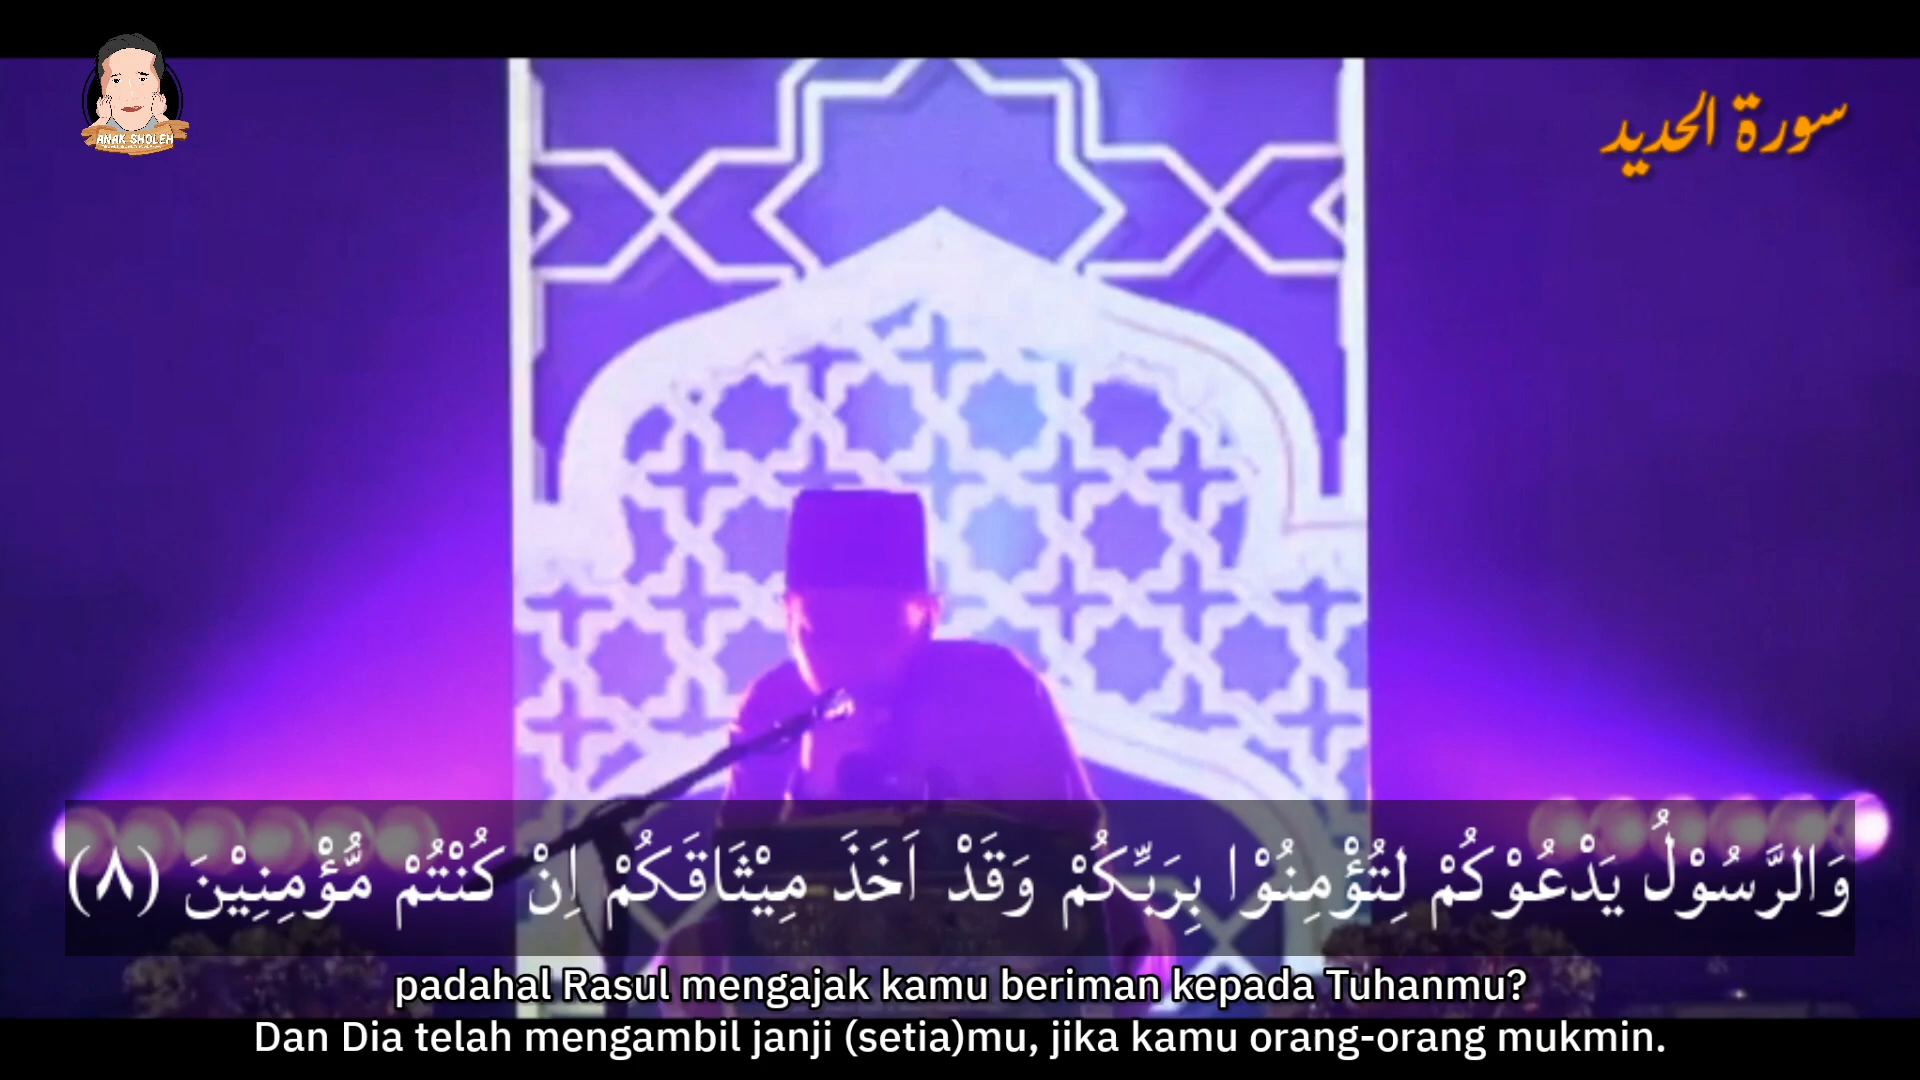 ANAK SHOLEH
سورة الحديد
وَالرَّسُوْلُ يَدْعُوْكُمْ لِتُؤْمِنُوْا بِرَبِّكُمْ وَقَدْ اَخَذَ مِيْثَاقَكُمْ اِنْ كُنْتُمْ مُّؤْمِنِيْنَ (٨)
padahal Rasul mengajak kamu beriman kepada Tuhanmu?
Dan Dia telah mengambil janji (setia)mu, jika kamu orang-orang mukmin.